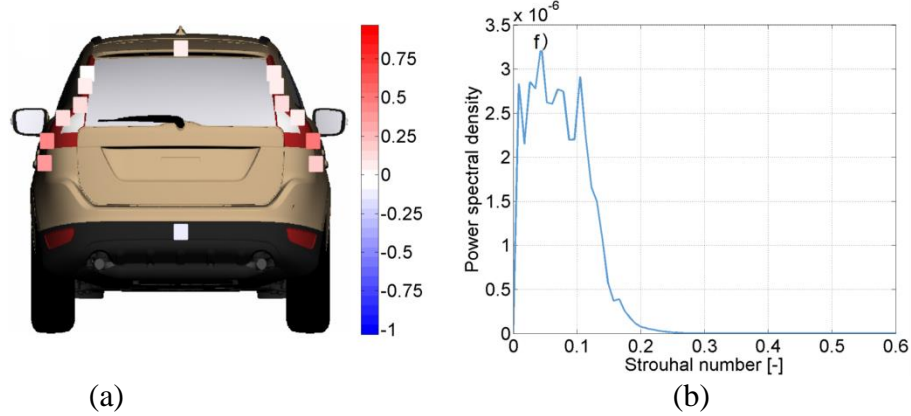 a)
0.75
0.5
0.25
0
-0.25
-0.5
-0.75
-1
x 10⁻⁶
3.5
3
2.5
2
1.5
1
0.5
0
Power spectral density
f)
0 0.1 0.2 0.3 0.4 0.5 0.6
Strouhal number [-]
(a) (b)